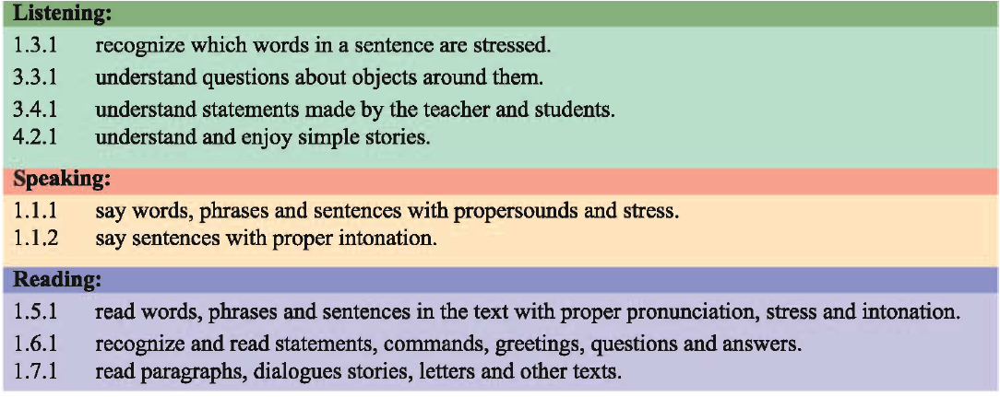 Listening:
1.3.1 recognize which words in a sentence are stressed.
3.3.1 understand questions about objects around them.
3.4.1 understand statements made by the teacher and students.
4.2.1 understand and enjoy simple stories.
Speaking:
1.1.1 say words, phrases and sentences with propersounds and stress.
1.1.2 say sentences with proper intonation.
Reading:
1.5.1 read words, phrases and sentences in the text with proper pronunciation, stress and intonation.
1.6.1 recognize and read statements, commands, greetings, questions and answers.
1.7.1 read paragraphs, dialogues stories, letters and other texts.